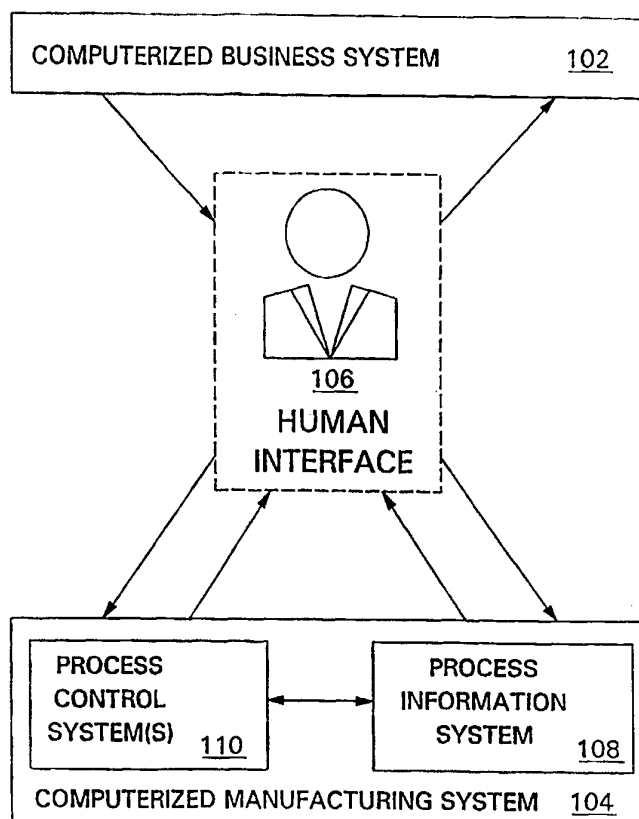 COMPUTERIZED BUSINESS SYSTEM 102
106
HUMAN
INTERFACE
PROCESS
CONTROL
SYSTEM(S) 110
PROCESS
INFORMATION
SYSTEM 108
COMPUTERIZED MANUFACTURING SYSTEM 104